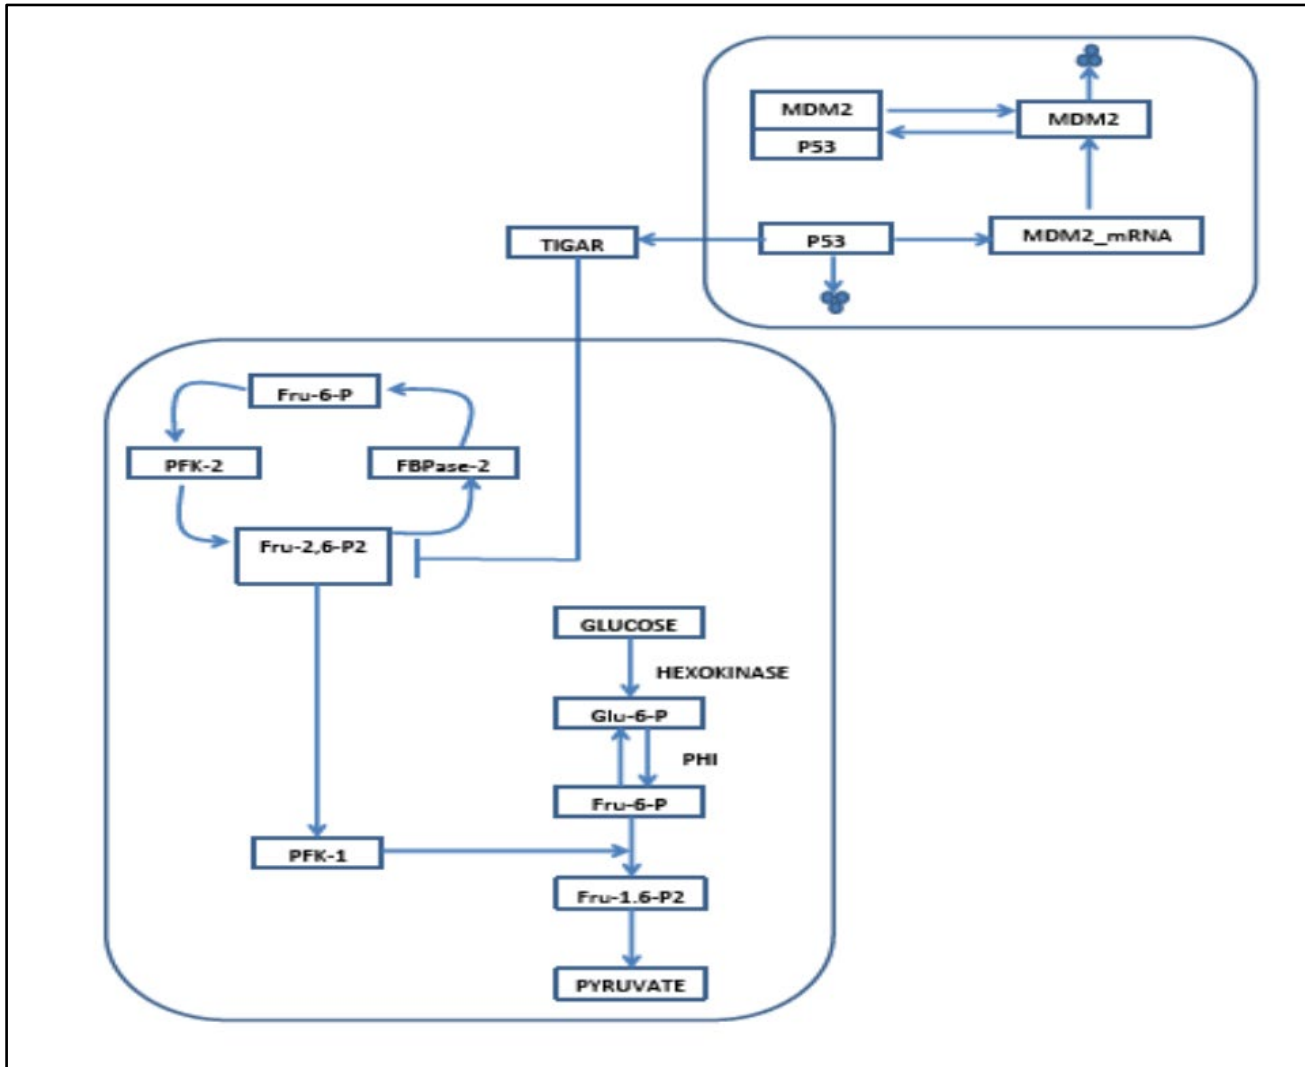 MDM2
P53
MDM2
P53
MDM2_mRNA
TIGAR
Fru-6-P
PFK-2
FBPase-2
Fru-2,6-P2
GLUCOSE
HEXOKINASE
Glu-6-P
PHI
Fru-6-P
PFK-1
Fru-1.6-P2
PYRUVATE